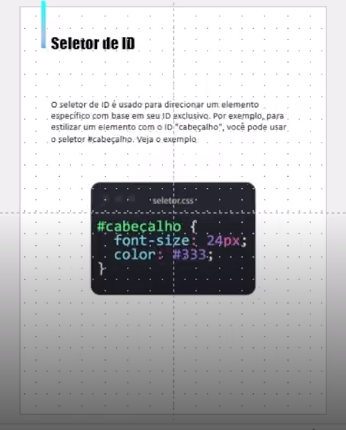 Seletor de ID
O seletor de ID é usado para direcionar um elemento
específico com base em seu ID exclusivo. Por exemplo, para
estilizar um elemento com o ID "cabeçalho", você pode usar
o seletor #cabeçalho. Veja o exemplo
seletor.css
#cabecalho {
font-size: 24px;
color: #333;
}